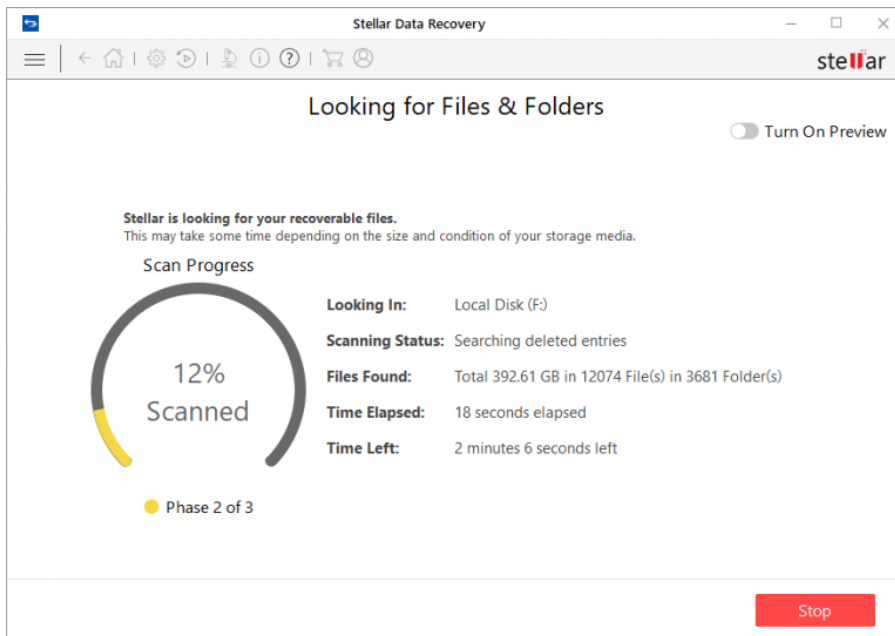 Stellar Data Recovery
stellar
Looking for Files & Folders
Turn On Preview
Stellar is looking for your recoverable files.
This may take some time depending on the size and condition of your storage media.
Scan Progress
12%
Scanned
Looking In: Local Disk (F:)
Scanning Status: Searching deleted entries
Files Found: Total 392.61 GB in 12074 File(s) in 3681 Folder(s)
Time Elapsed: 18 seconds elapsed
Time Left: 2 minutes 6 seconds left
Phase 2 of 3
Stop